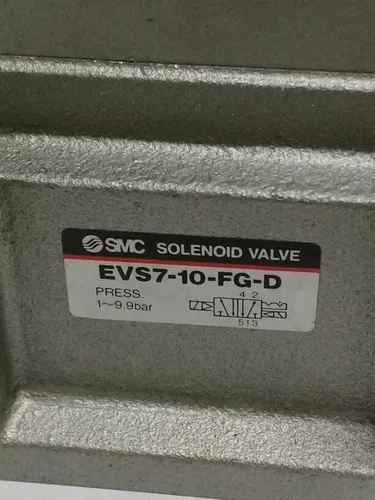 SMC SOLENOID VALVE
EVS7-10-FG-D
PRESS.
1~9.9bar
4 2
513